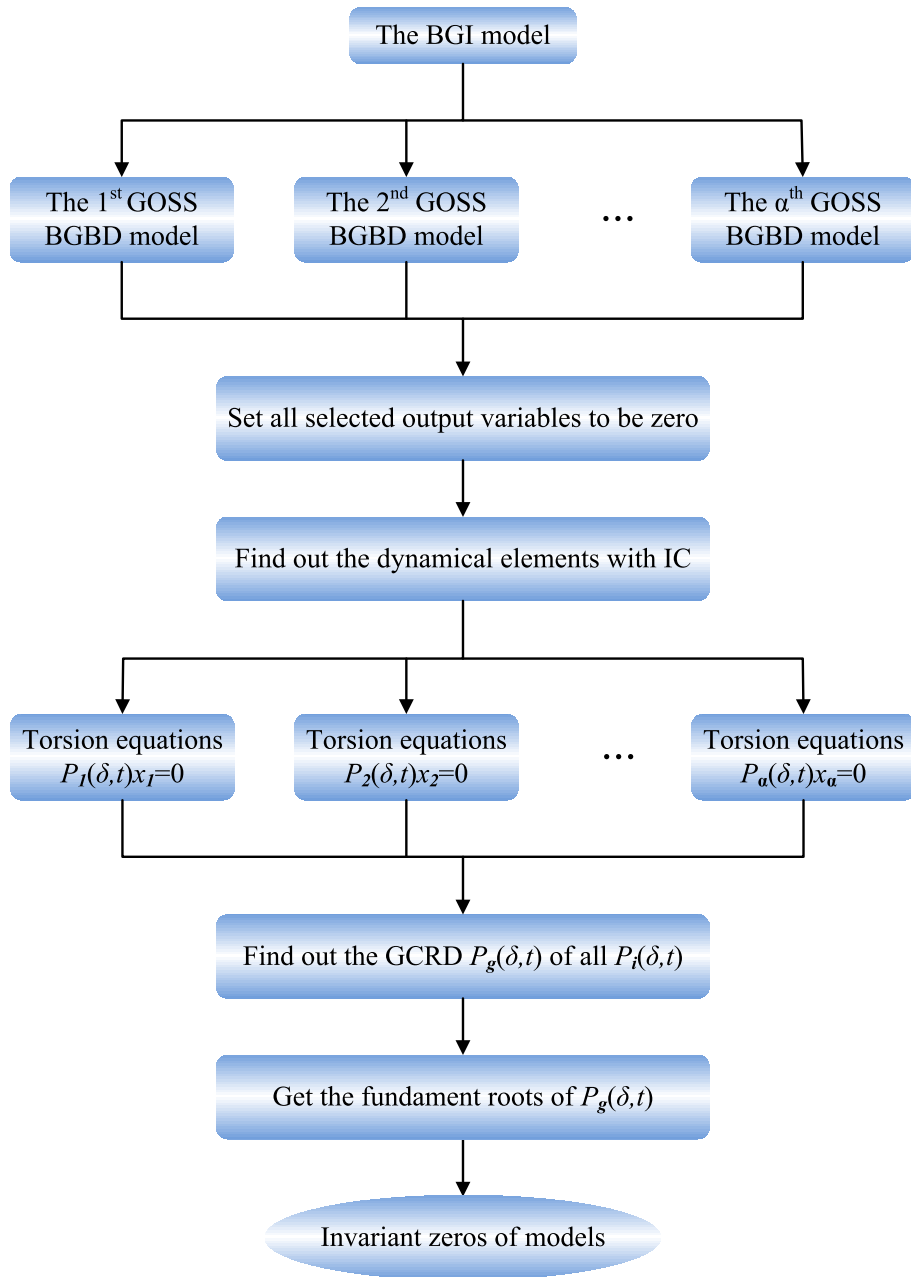 The BGI model
The 1st GOSS
BGBD model
The 2nd GOSS
BGBD model
...
The αth GOSS
BGBD model
Set all selected output variables to be zero
Find out the dynamical elements with IC
Torsion equations
P1(δ,t)x1=0
Torsion equations
P2(δ,t)x2=0
...
Torsion equations
Pα(δ,t)xα=0
Find out the GCRD Pg(δ,t) of all Pi(δ,t)
Get the fundament roots of Pg(δ,t)
Invariant zeros of models